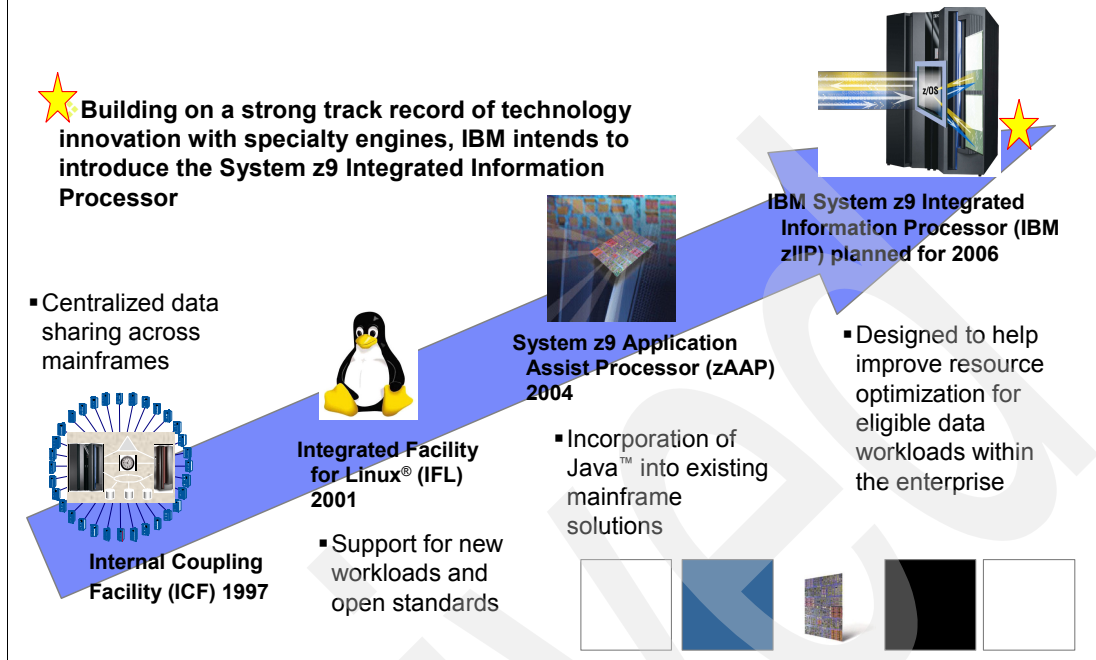 Building on a strong track record of technology
innovation with specialty engines, IBM intends to
introduce the System z9 Integrated Information
Processor
z/OS
IBM System z9 Integrated
Information Processor (IBM
zIIP) planned for 2006
▪Centralized data
sharing across
mainframes
System z9 Application
Assist Processor (zAAP)
2004
▪Designed to help
improve resource
optimization for
eligible data
workloads within
the enterprise
Integrated Facility
for Linux® (IFL)
2001
▪Incorporation of
Java™ into existing
mainframe
solutions
Internal Coupling
Facility (ICF) 1997
▪Support for new
workloads and
open standards